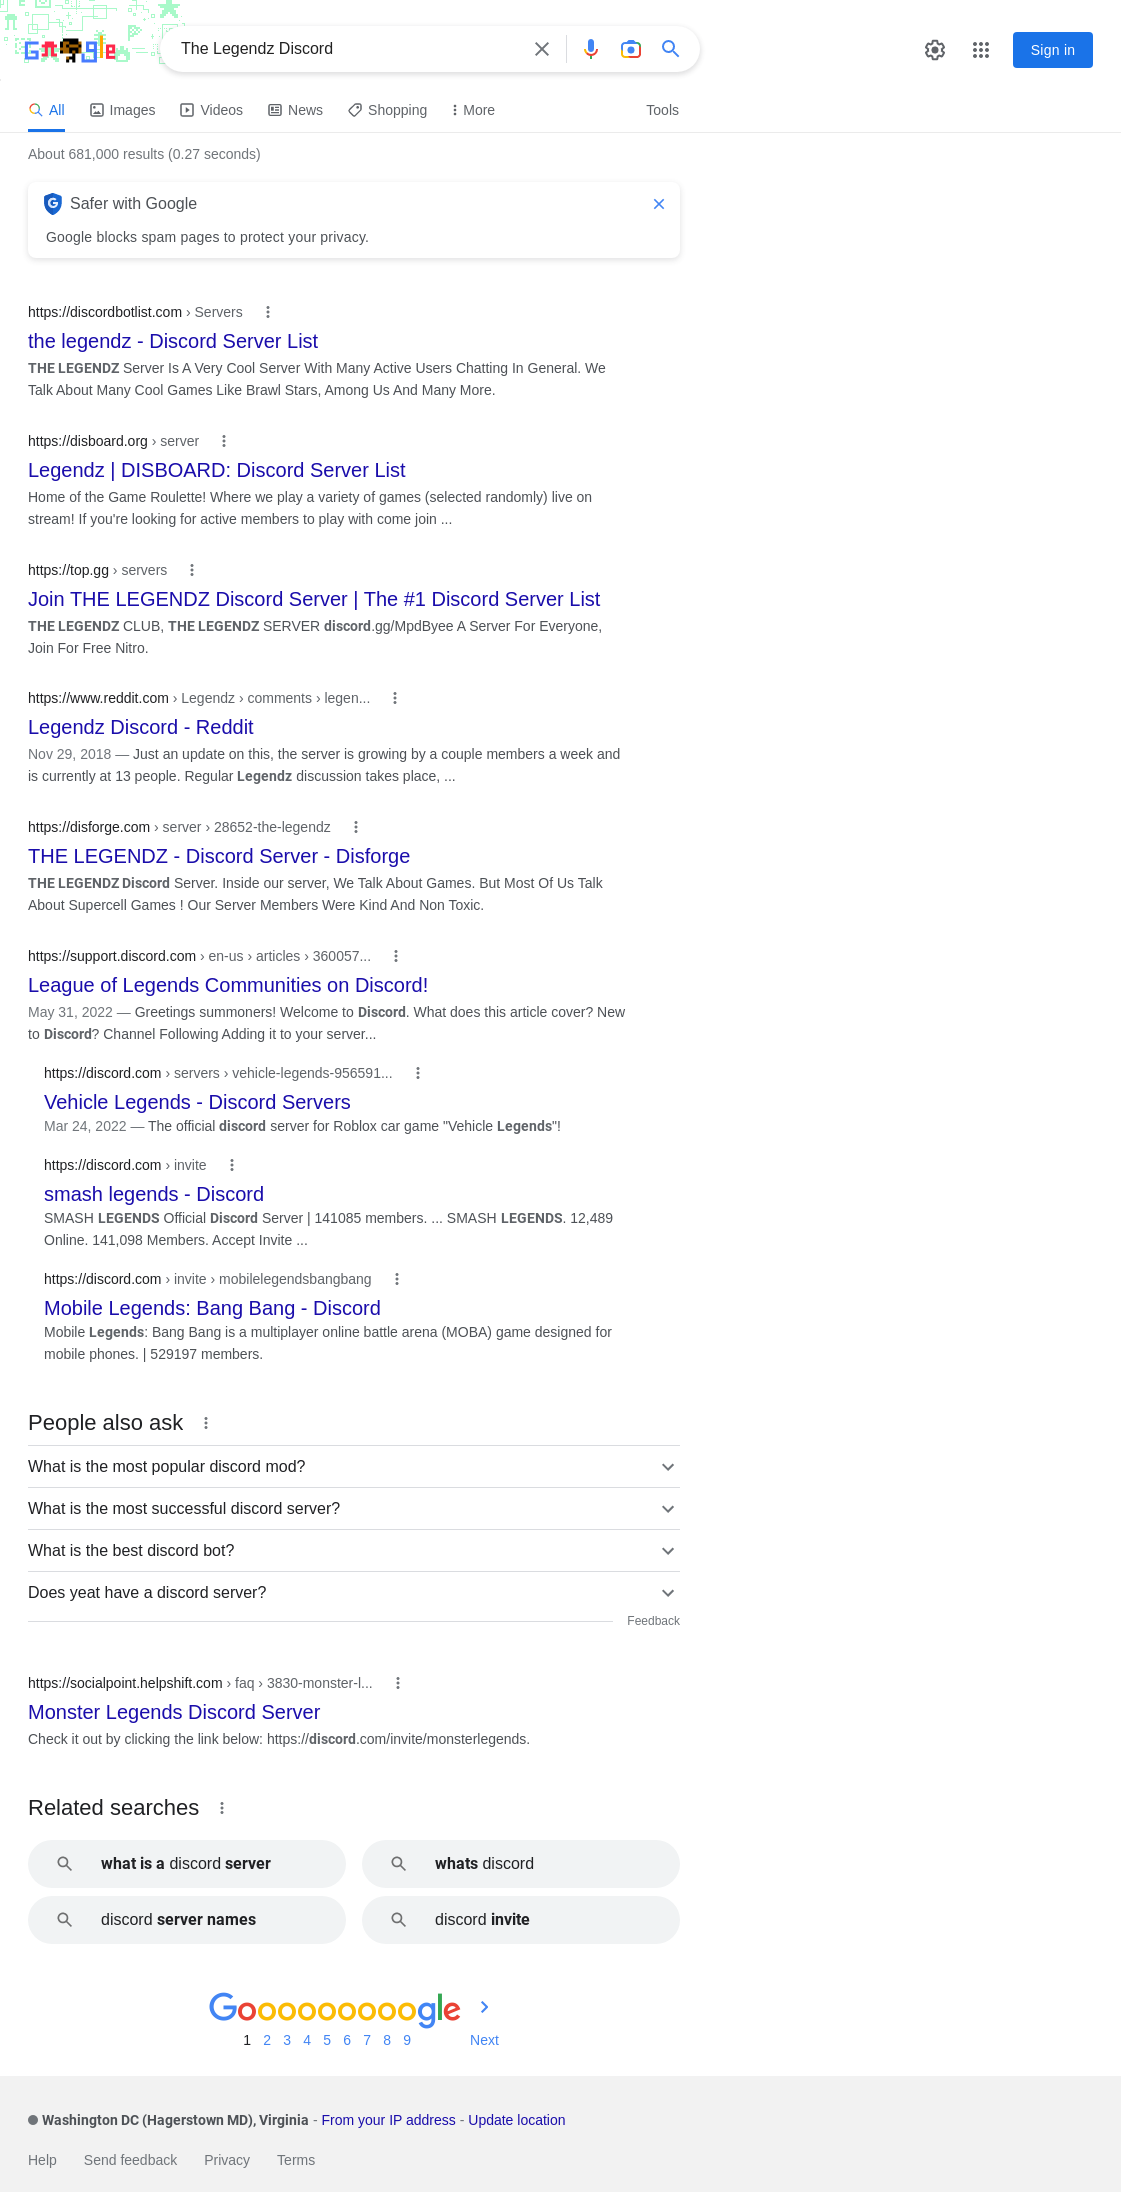 Google
The Legendz Discord
Sign in
All
Images
Videos
News
Shopping
More
Tools
About 681,000 results (0.27 seconds)
Safer with Google
Google blocks spam pages to protect your privacy.
https://discordbotlist.com › Servers
the legendz - Discord Server List
THE LEGENDZ Server Is A Very Cool Server With Many Active Users Chatting In General. We
Talk About Many Cool Games Like Brawl Stars, Among Us And Many More.
https://disboard.org › server
Legendz | DISBOARD: Discord Server List
Home of the Game Roulette! Where we play a variety of games (selected randomly) live on
stream! If you're looking for active members to play with come join ...
https://top.gg › servers
Join THE LEGENDZ Discord Server | The #1 Discord Server List
THE LEGENDZ CLUB, THE LEGENDZ SERVER discord.gg/MpdByee A Server For Everyone,
Join For Free Nitro.
https://www.reddit.com › Legendz › comments › legen...
Legendz Discord - Reddit
Nov 29, 2018 — Just an update on this, the server is growing by a couple members a week and
is currently at 13 people. Regular Legendz discussion takes place, ...
https://disforge.com › server › 28652-the-legendz
THE LEGENDZ - Discord Server - Disforge
THE LEGENDZ Discord Server. Inside our server, We Talk About Games. But Most Of Us Talk
About Supercell Games ! Our Server Members Were Kind And Non Toxic.
https://support.discord.com › en-us › articles › 360057...
League of Legends Communities on Discord!
May 31, 2022 — Greetings summoners! Welcome to Discord. What does this article cover? New
to Discord? Channel Following Adding it to your server...
https://discord.com › servers › vehicle-legends-956591...
Vehicle Legends - Discord Servers
Mar 24, 2022 — The official discord server for Roblox car game "Vehicle Legends"!
https://discord.com › invite
smash legends - Discord
SMASH LEGENDS Official Discord Server | 141085 members. ... SMASH LEGENDS. 12,489
Online. 141,098 Members. Accept Invite ...
https://discord.com › invite › mobilelegendsbangbang
Mobile Legends: Bang Bang - Discord
Mobile Legends: Bang Bang is a multiplayer online battle arena (MOBA) game designed for
mobile phones. | 529197 members.
People also ask
What is the most popular discord mod?
What is the most successful discord server?
What is the best discord bot?
Does yeat have a discord server?
Feedback
https://socialpoint.helpshift.com › faq › 3830-monster-l...
Monster Legends Discord Server
Check it out by clicking the link below: https://discord.com/invite/monsterlegends.
Related searches
what is a discord server
whats discord
discord server names
discord invite
Gooooooooogle
1 2 3 4 5 6 7 8 9 Next
Washington DC (Hagerstown MD), Virginia - From your IP address - Update location
Help Send feedback Privacy Terms